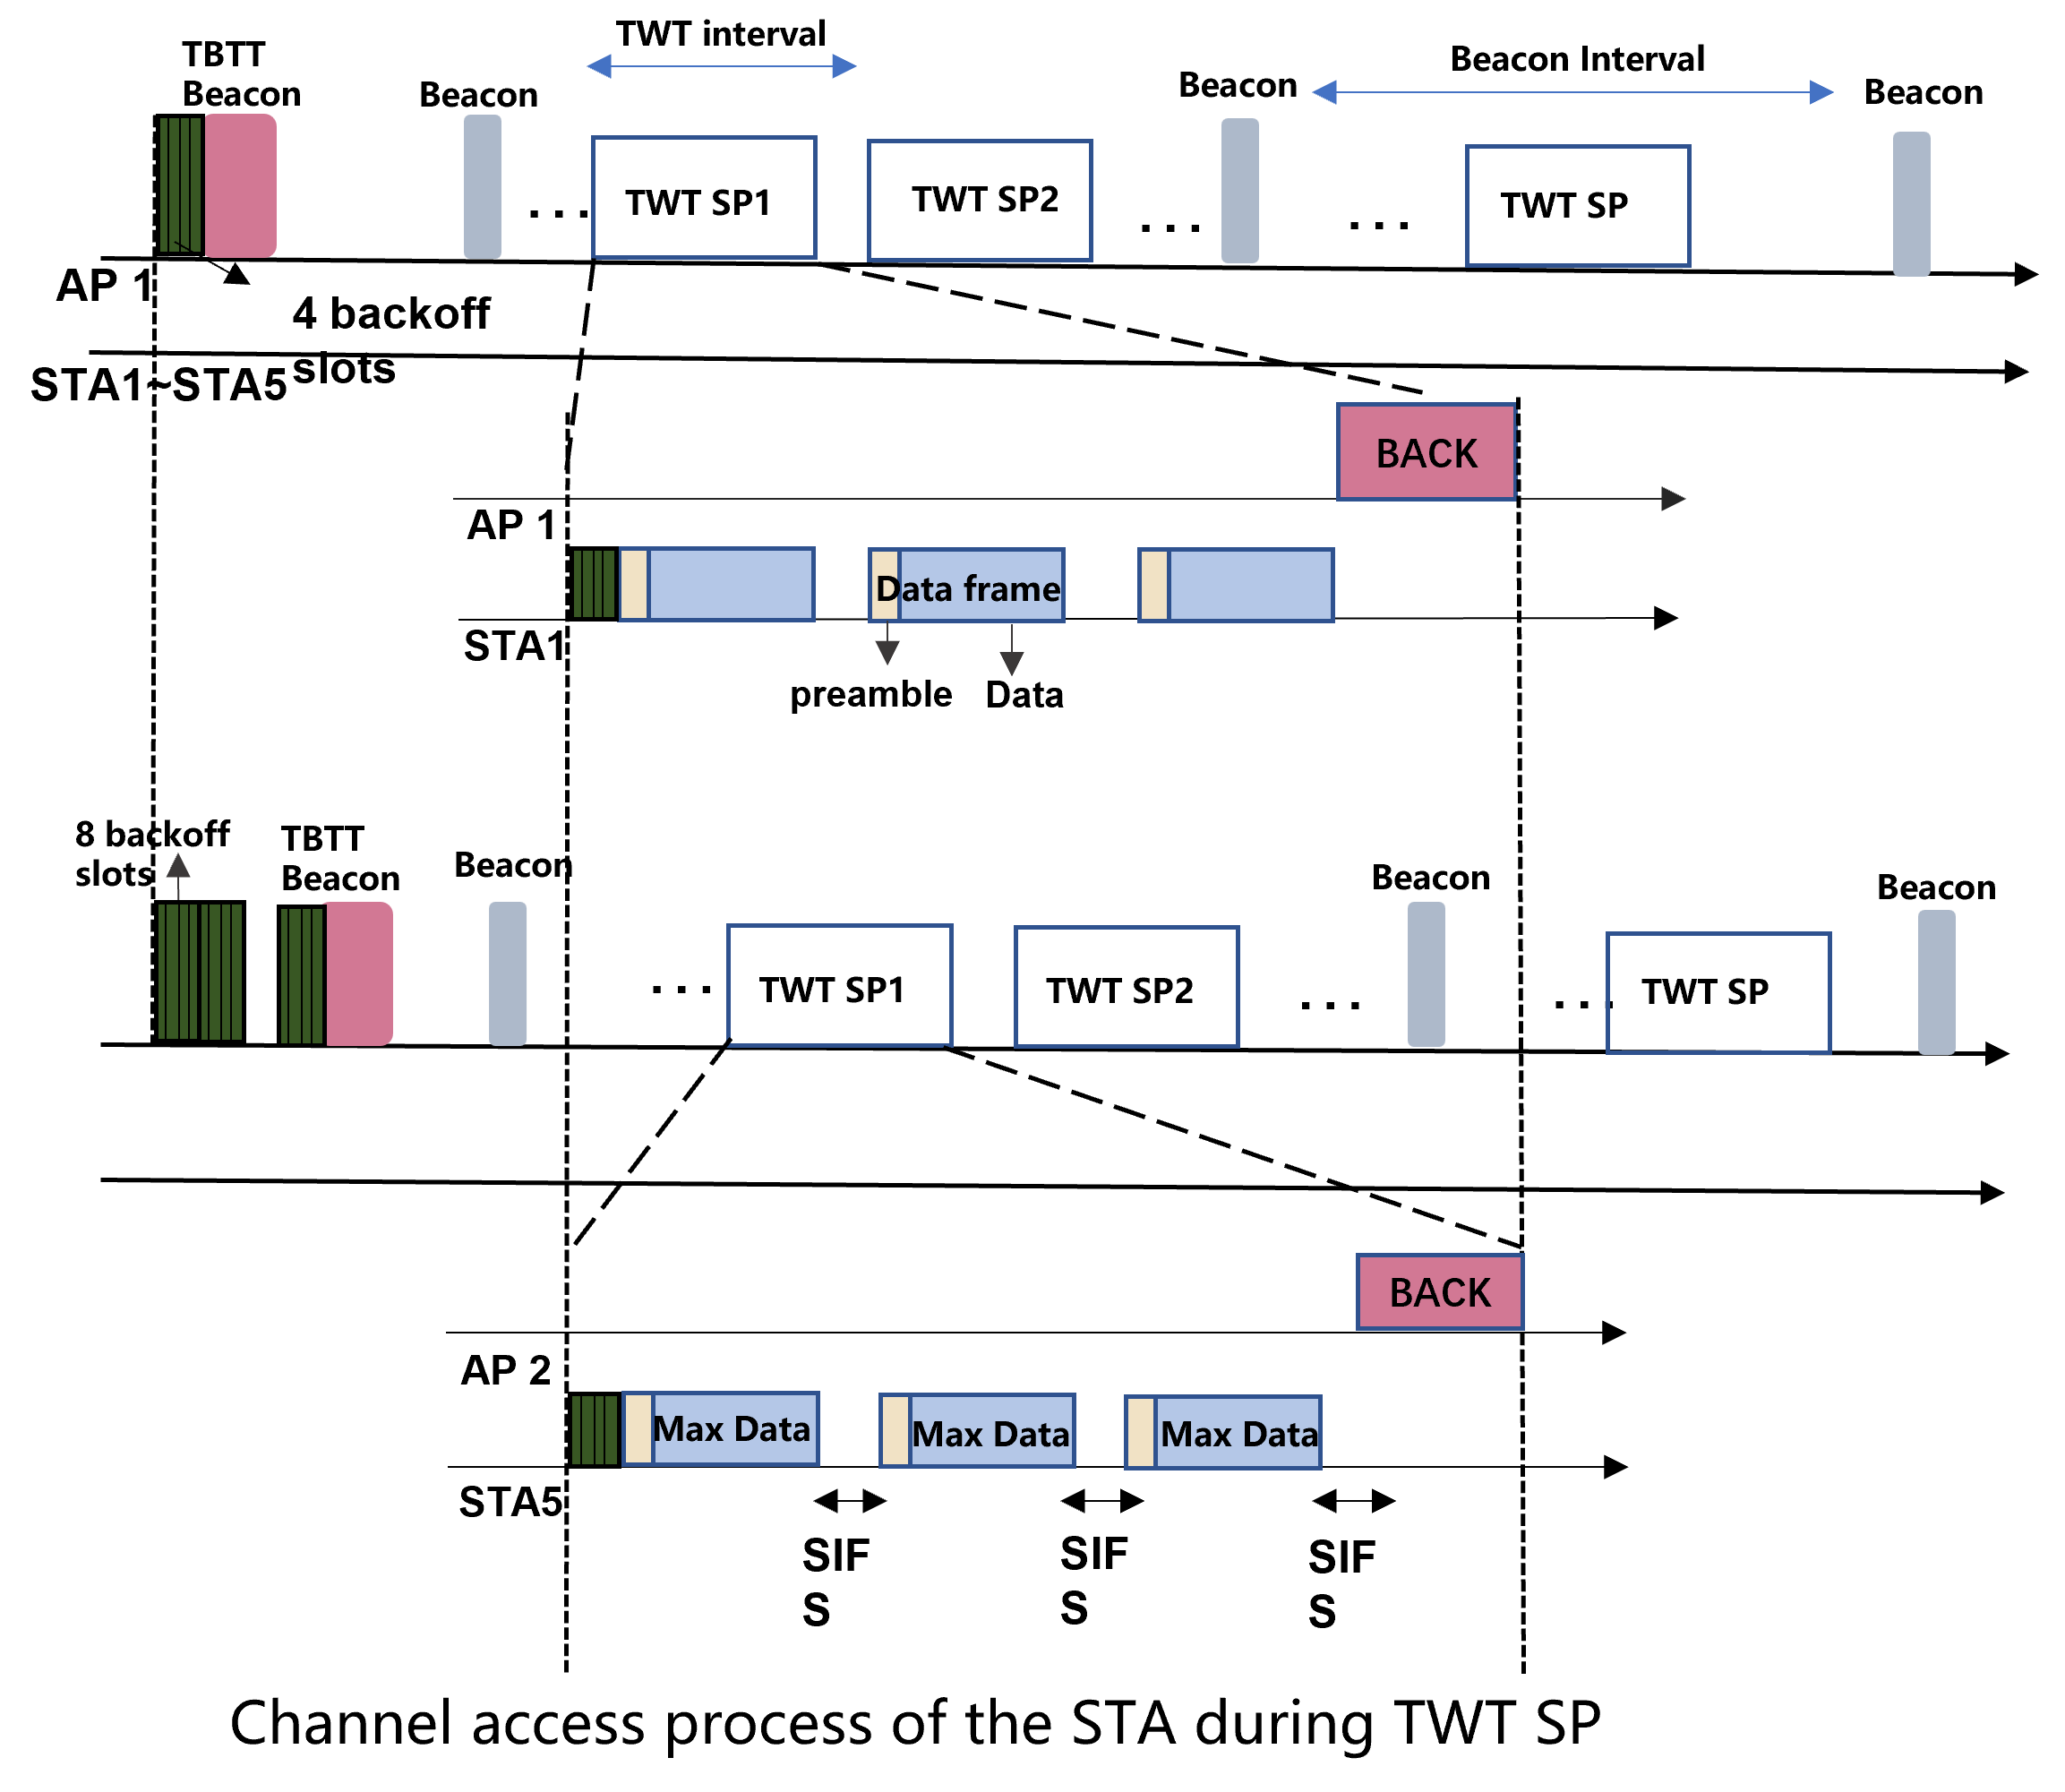 TWT interval
TBTT
Beacon
Beacon
Beacon
Beacon Interval
Beacon
TWT SP1
TWT SP2
TWT SP
. . .
. . .
. . .
AP 1
4 backoff
slots
STA1~STA5
BACK
AP 1
Data frame
STA1
preamble
Data
8 backoff
slots
TBTT
Beacon
Beacon
Beacon
Beacon
. . .
TWT SP1
TWT SP2
. . .
. . .
TWT SP
BACK
AP 2
Max Data
Max Data
Max Data
STA5
SIF
S
SIF
S
SIF
S
Channel access process of the STA during TWT SP